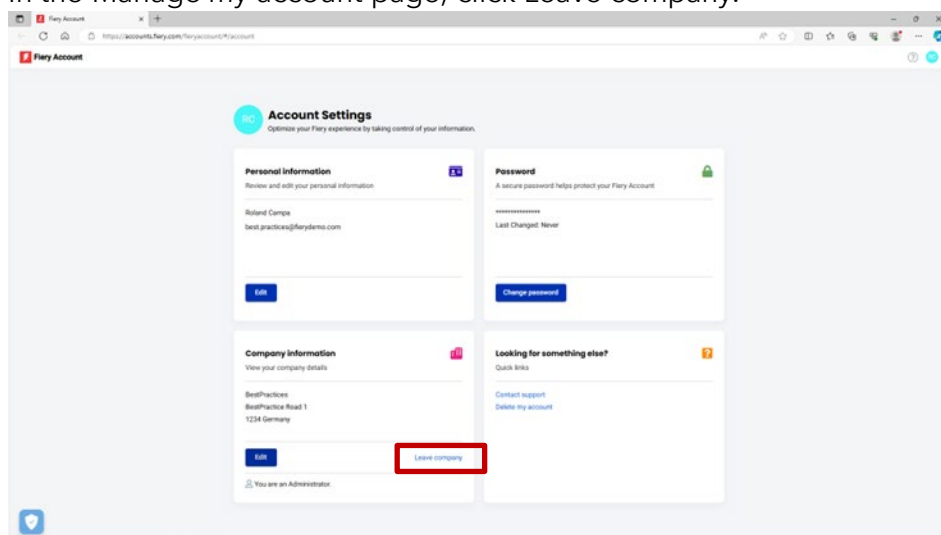 In the Manage my account page, click Leave company.
Fiery Account
https://accounts.fiery.com/fieryaccount/#/account
Fiery Account
RC
Account Settings
Optimize your Fiery experience by taking control of your information.
Personal information
Review and edit your personal information
Roland Campa
best.practices@fierydemo.com
Edit
Password
A secure password helps protect your Fiery Account
***************
Last Changed: Never
Change password
Company information
View your company details
BestPractices
BestPractice Road 1
1234 Germany
Edit
Leave company
You are an Administrator.
Looking for something else?
Quick links
Contact support
Delete my account